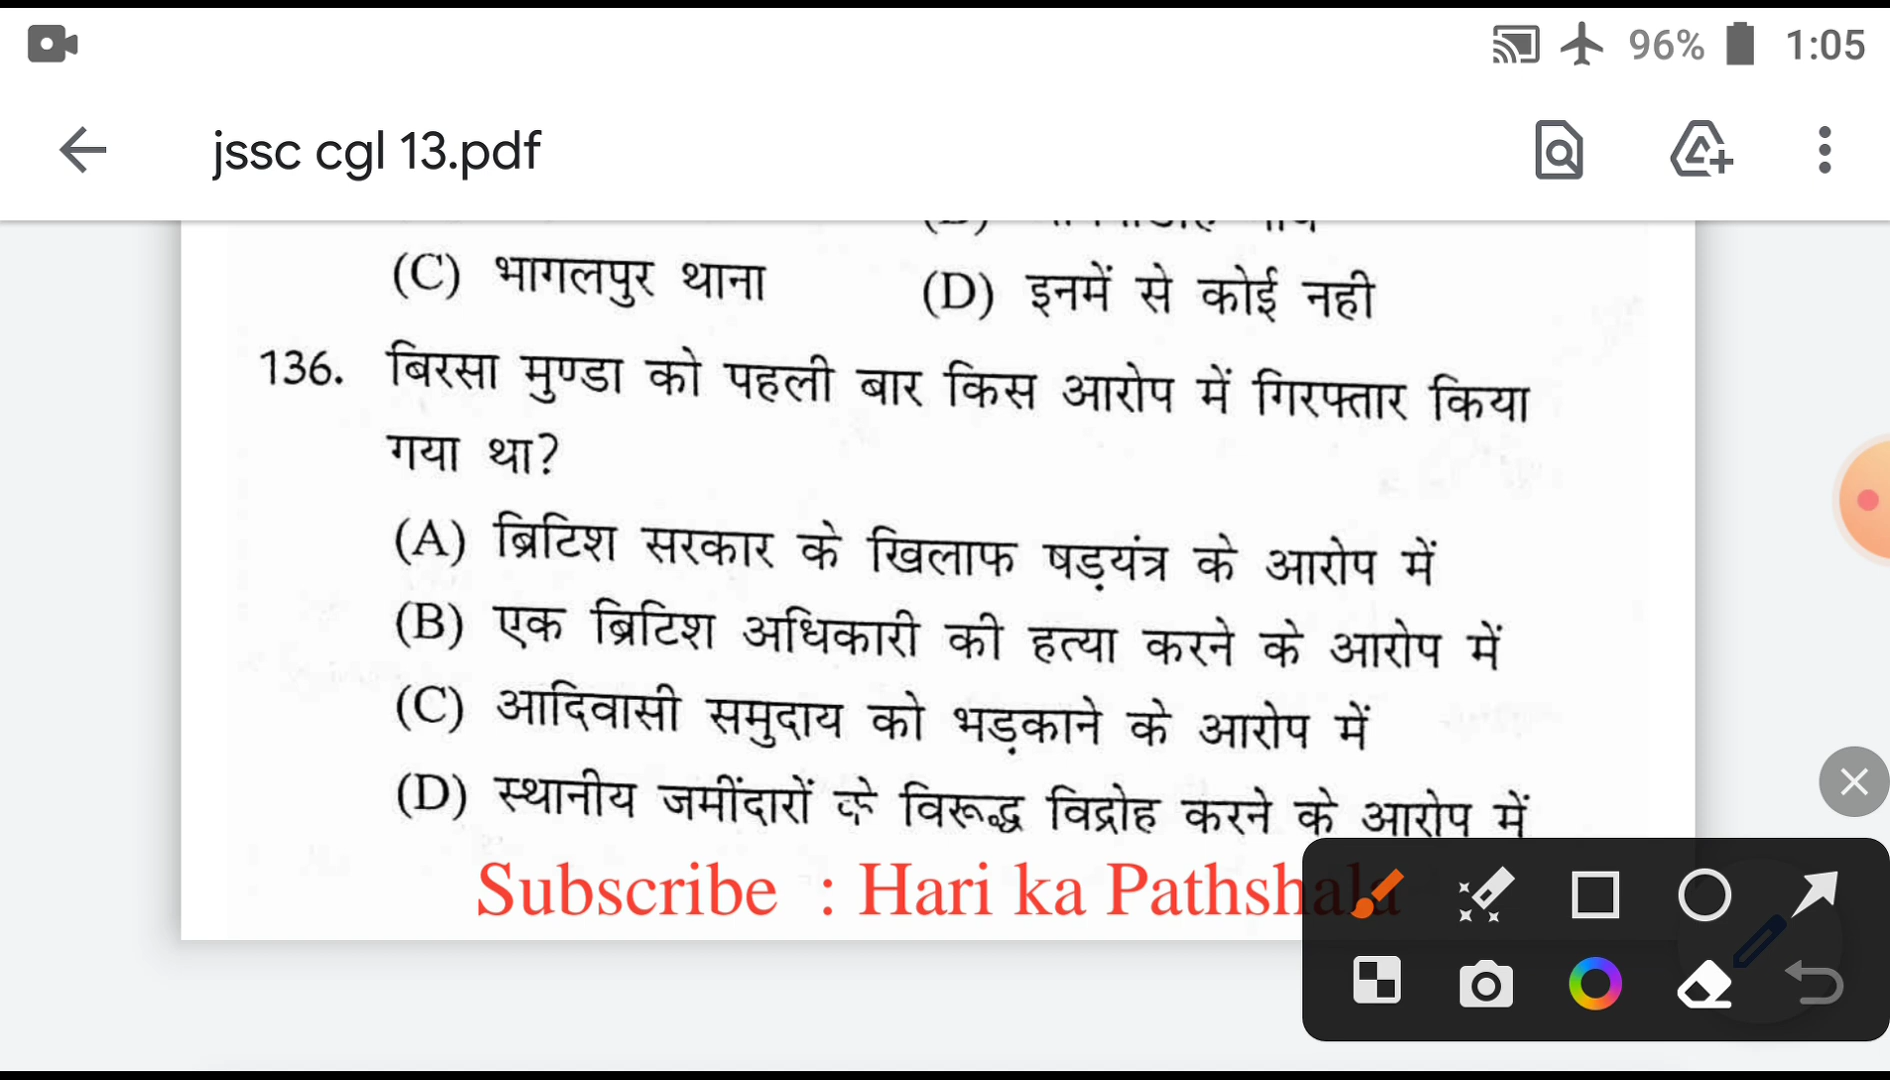 96% 1:05
jssc cgl 13.pdf
(C) भागलपुर थाना (D) इनमें से कोई नही
136. बिरसा मुण्डा को पहली बार किस आरोप में गिरफ्तार किया
गया था?
(A) ब्रिटिश सरकार के खिलाफ षड़यंत्र के आरोप में
(B) एक ब्रिटिश अधिकारी की हत्या करने के आरोप में
(C) आदिवासी समुदाय को भड़काने के आरोप में
(D) स्थानीय जमींदारों के विरूद्ध विद्रोह करने के आरोप में
Subscribe : Hari ka Pathshala